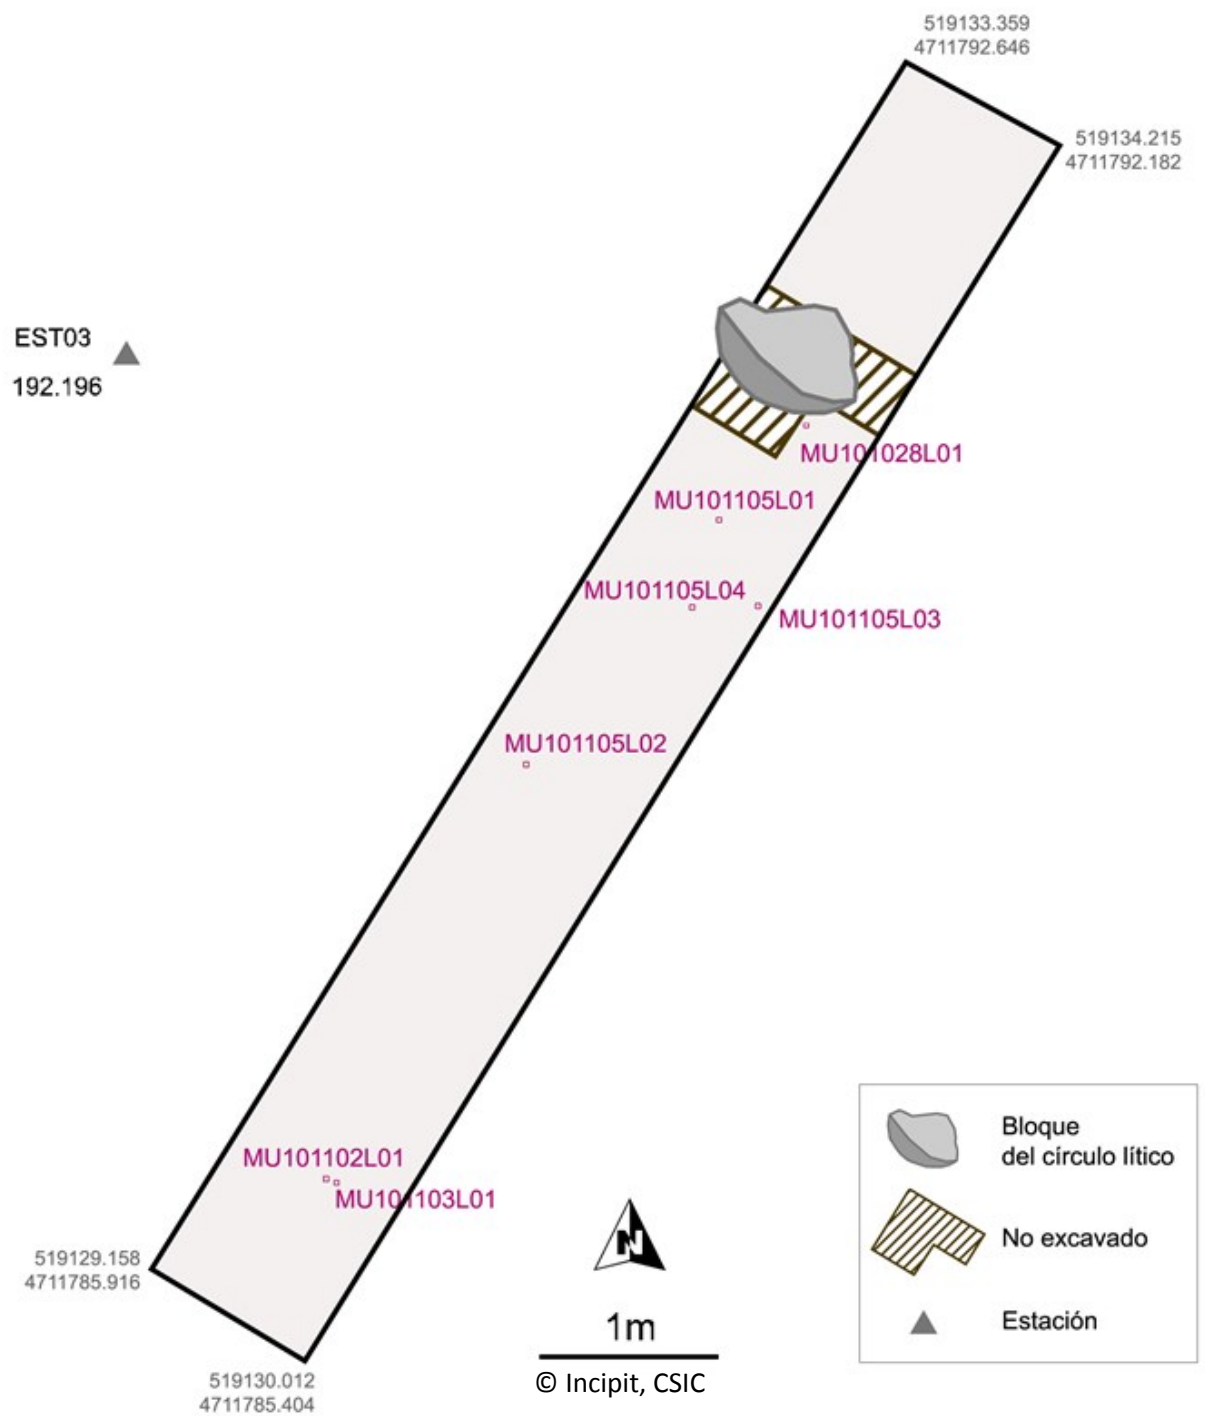 519133.359
4711792.646
519134.215
4711792.182
EST03
192.196
MU101028L01
MU101105L01
MU101105L04
MU101105L03
MU101105L02
MU101102L01
MU101103L01
519129.158
4711785.916
519130.012
4711785.404
N
1m
© Incipit, CSIC
Bloque
del círculo lítico
No excavado
Estación